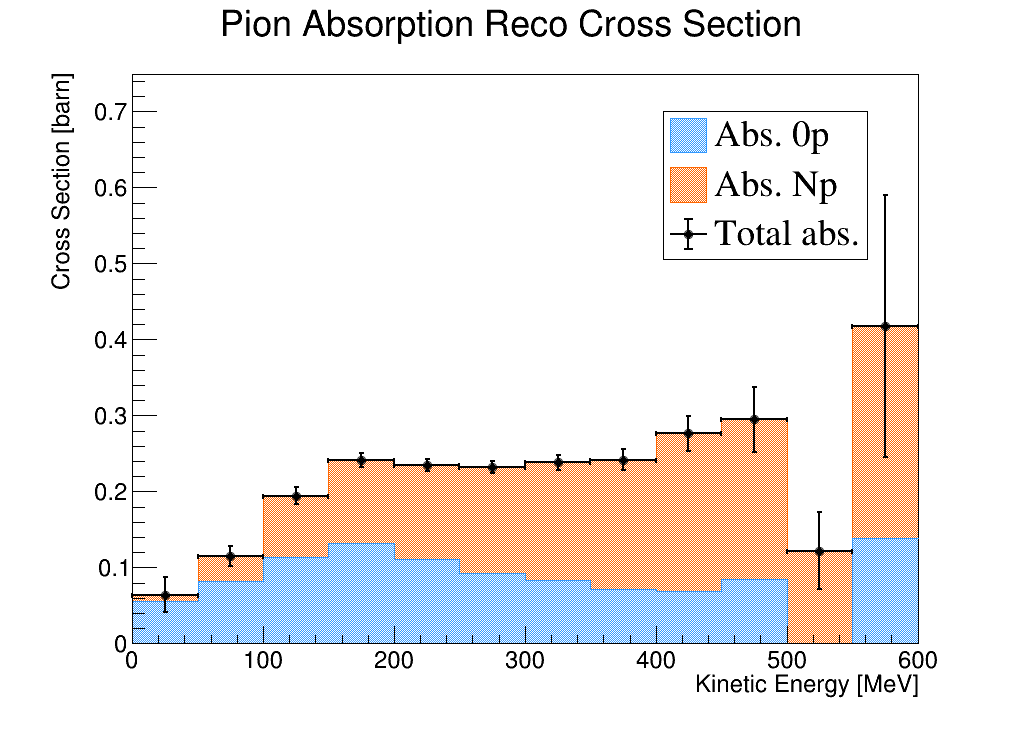 Pion Absorption Reco Cross Section
Cross Section [barn]
0.7
0.6
0.5
0.4
0.3
0.2
0.1
0
Abs. 0p
Abs. Np
Total abs.
0 100 200 300 400 500 600
Kinetic Energy [MeV]